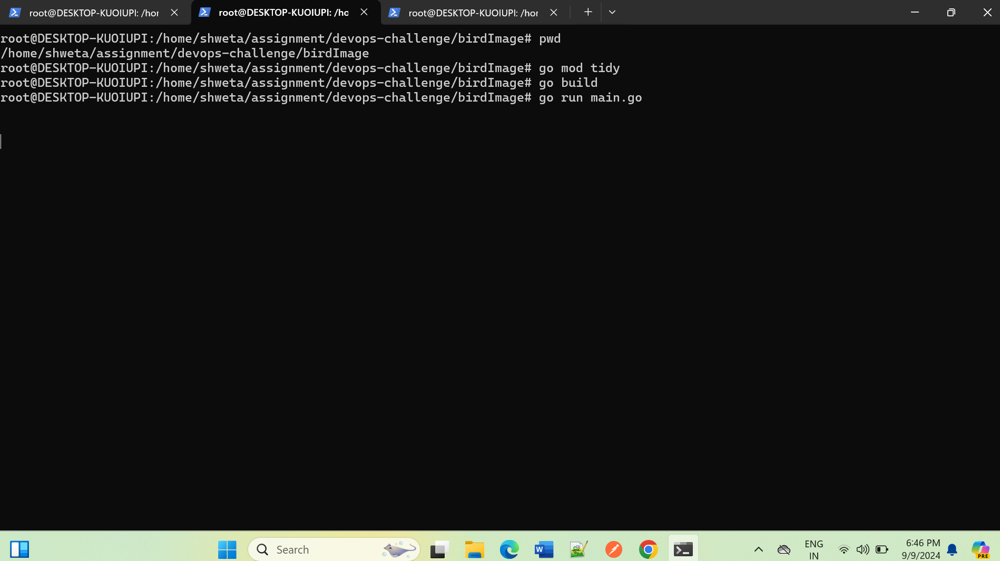 root@DESKTOP-KUOIUPI: /hor
root@DESKTOP-KUOIUPI: /ho
root@DESKTOP-KUOIUPI: /hor
root@DESKTOP-KUOIUPI:/home/shweta/assignment/devops-challenge/birdImage# pwd
/home/shweta/assignment/devops-challenge/birdImage
root@DESKTOP-KUOIUPI:/home/shweta/assignment/devops-challenge/birdImage# go mod tidy
root@DESKTOP-KUOIUPI:/home/shweta/assignment/devops-challenge/birdImage# go build
root@DESKTOP-KUOIUPI:/home/shweta/assignment/devops-challenge/birdImage# go run main.go
Search
W
ENG
IN
6:46 PM
9/9/2024
PRE